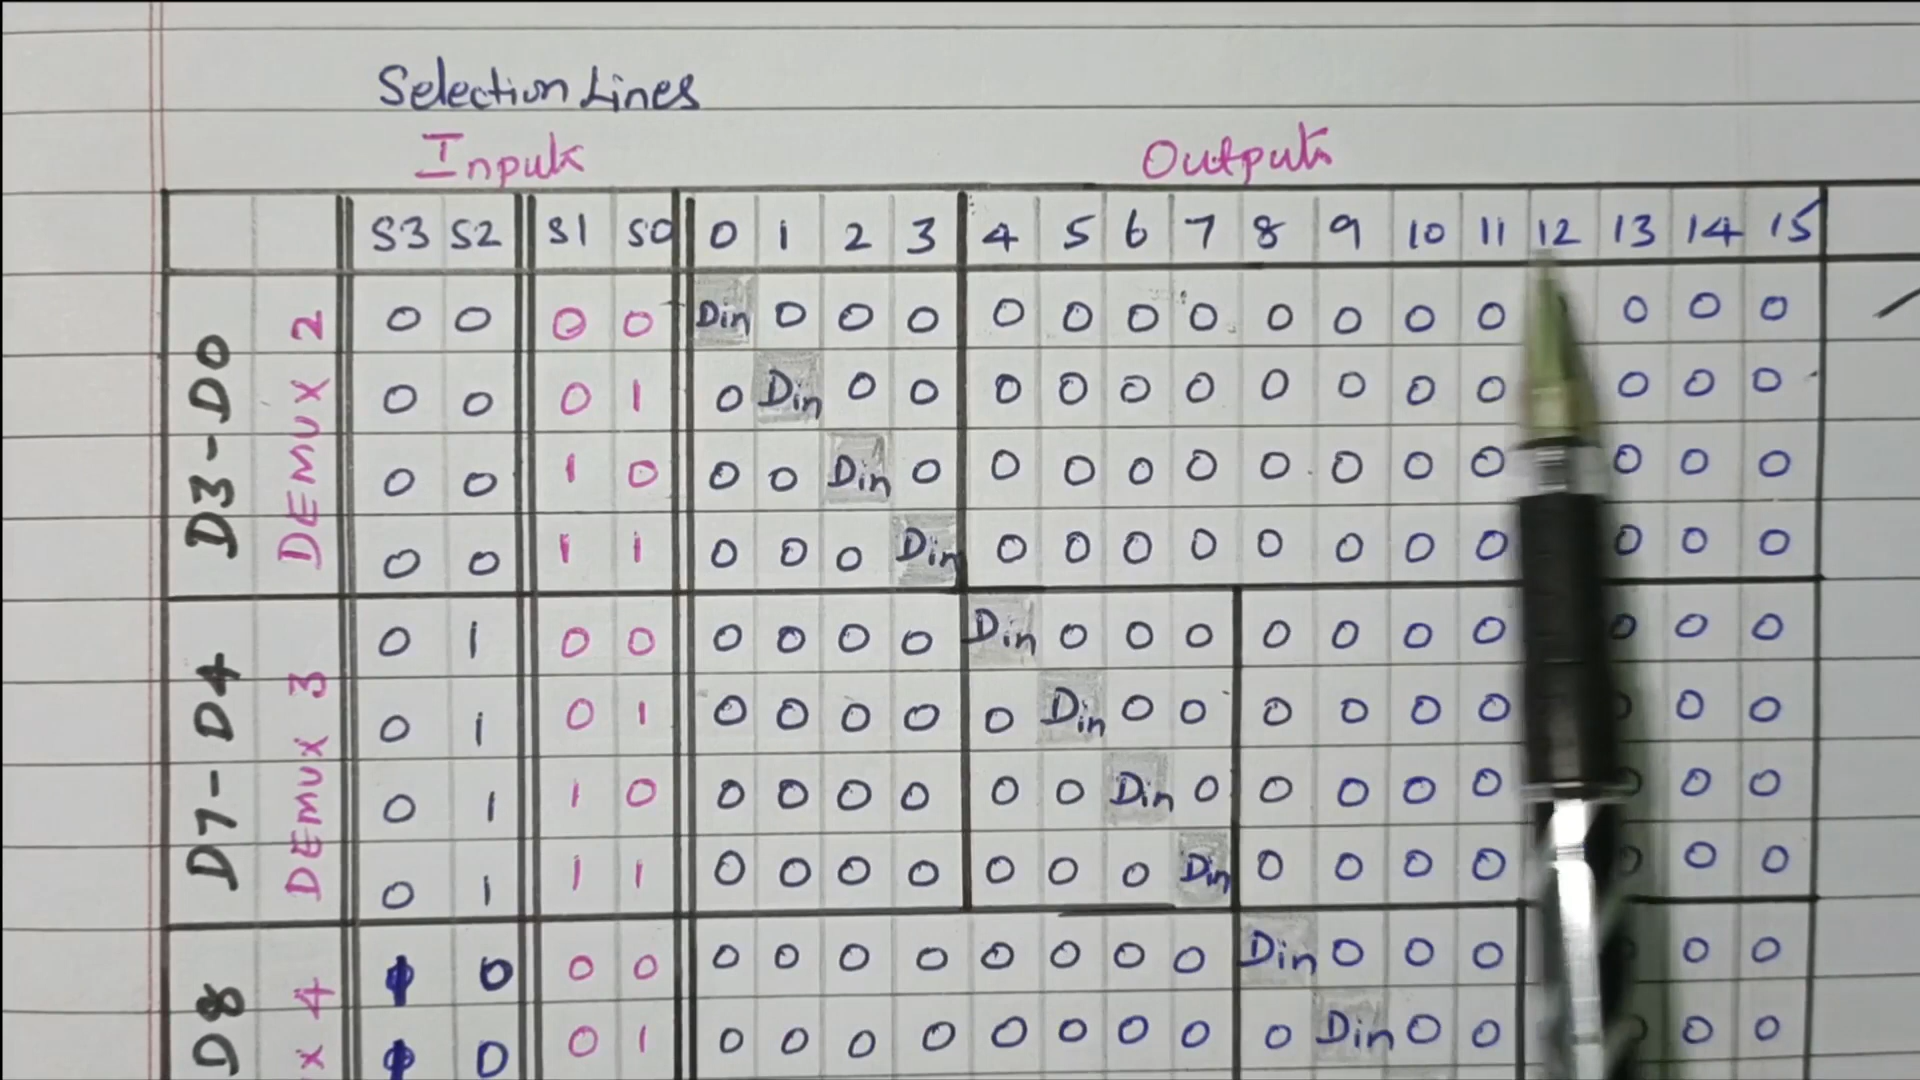 Selection Lines
Inputs Outputs
S3 S2 S1 S0 0 1 2 3 4 5 6 7 8 9 10 11 12 13 14 15
D3-D0
DEMUX 2
0 0 0 0 Din 0 0 0 0 0 0 0 0 0 0 0 0 0 0
0 0 0 1 0 Din 0 0 0 0 0 0 0 0 0 0 0 0 0
0 0 1 0 0 0 Din 0 0 0 0 0 0 0 0 0 0 0 0
0 0 1 1 0 0 0 Din 0 0 0 0 0 0 0 0 0 0 0
D7-D4
DEMUX 3
0 1 0 0 0 0 0 0 Din 0 0 0 0 0 0 0 0 0 0
0 1 0 1 0 0 0 0 0 Din 0 0 0 0 0 0 0 0 0
0 1 1 0 0 0 0 0 0 0 Din 0 0 0 0 0 0 0 0
0 1 1 1 0 0 0 0 0 0 0 Din 0 0 0 0 0 0 0
D8
x 4
1 0 0 0 0 0 0 0 0 0 0 0 Din 0 0 0 0 0 0
1 0 0 1 0 0 0 0 0 0 0 0 0 Din 0 0 0 0 0